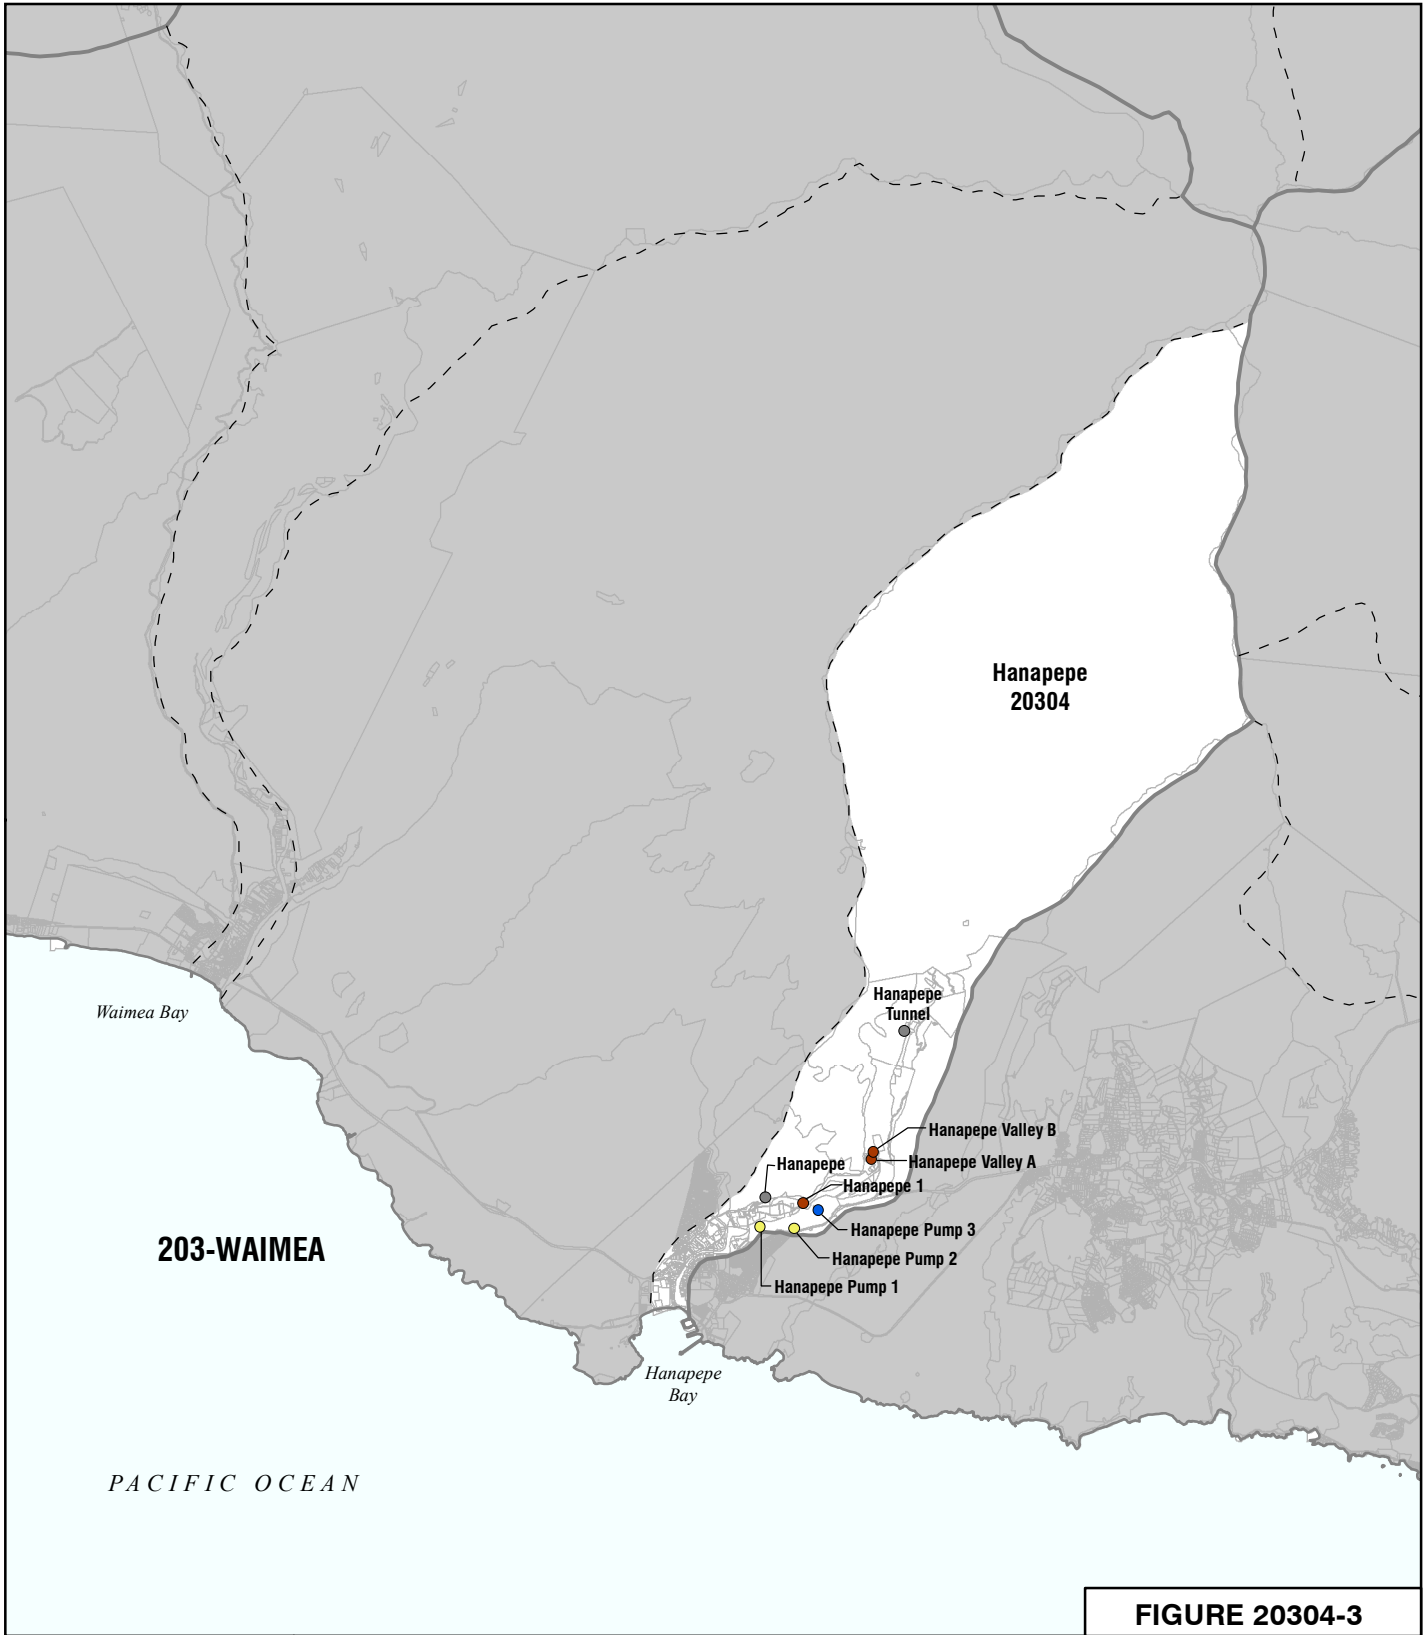 Hanapepe
20304
Hanapepe
Tunnel
Waimea Bay
Hanapepe Valley B
Hanapepe Valley A
Hanapepe
Hanapepe 1
Hanapepe Pump 3
203-WAIMEA
Hanapepe Pump 2
Hanapepe Pump 1
Hanapepe
Bay
PACIFIC OCEAN
FIGURE 20304-3